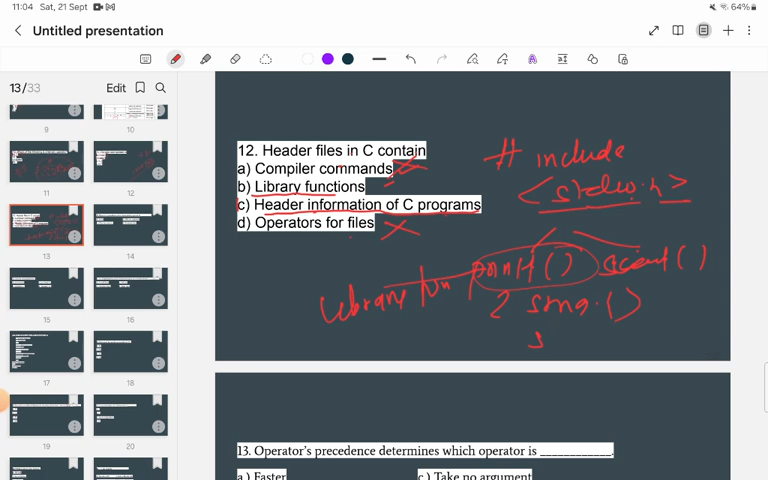 11:04 Sat, 21 Sept
64%
Untitled presentation
13/33 Edit
9 10
11 12
13 14
15 16
17 18
19 20
12. Header files in C contain
a) Compiler commands
b) Library functions
c) Header information of C programs
d) Operators for files
# include
<stdio.h>
printf() scanf()
library fun
13. Operator's precedence determines which operator is ____________.
a.) Faster c.) Take no argument